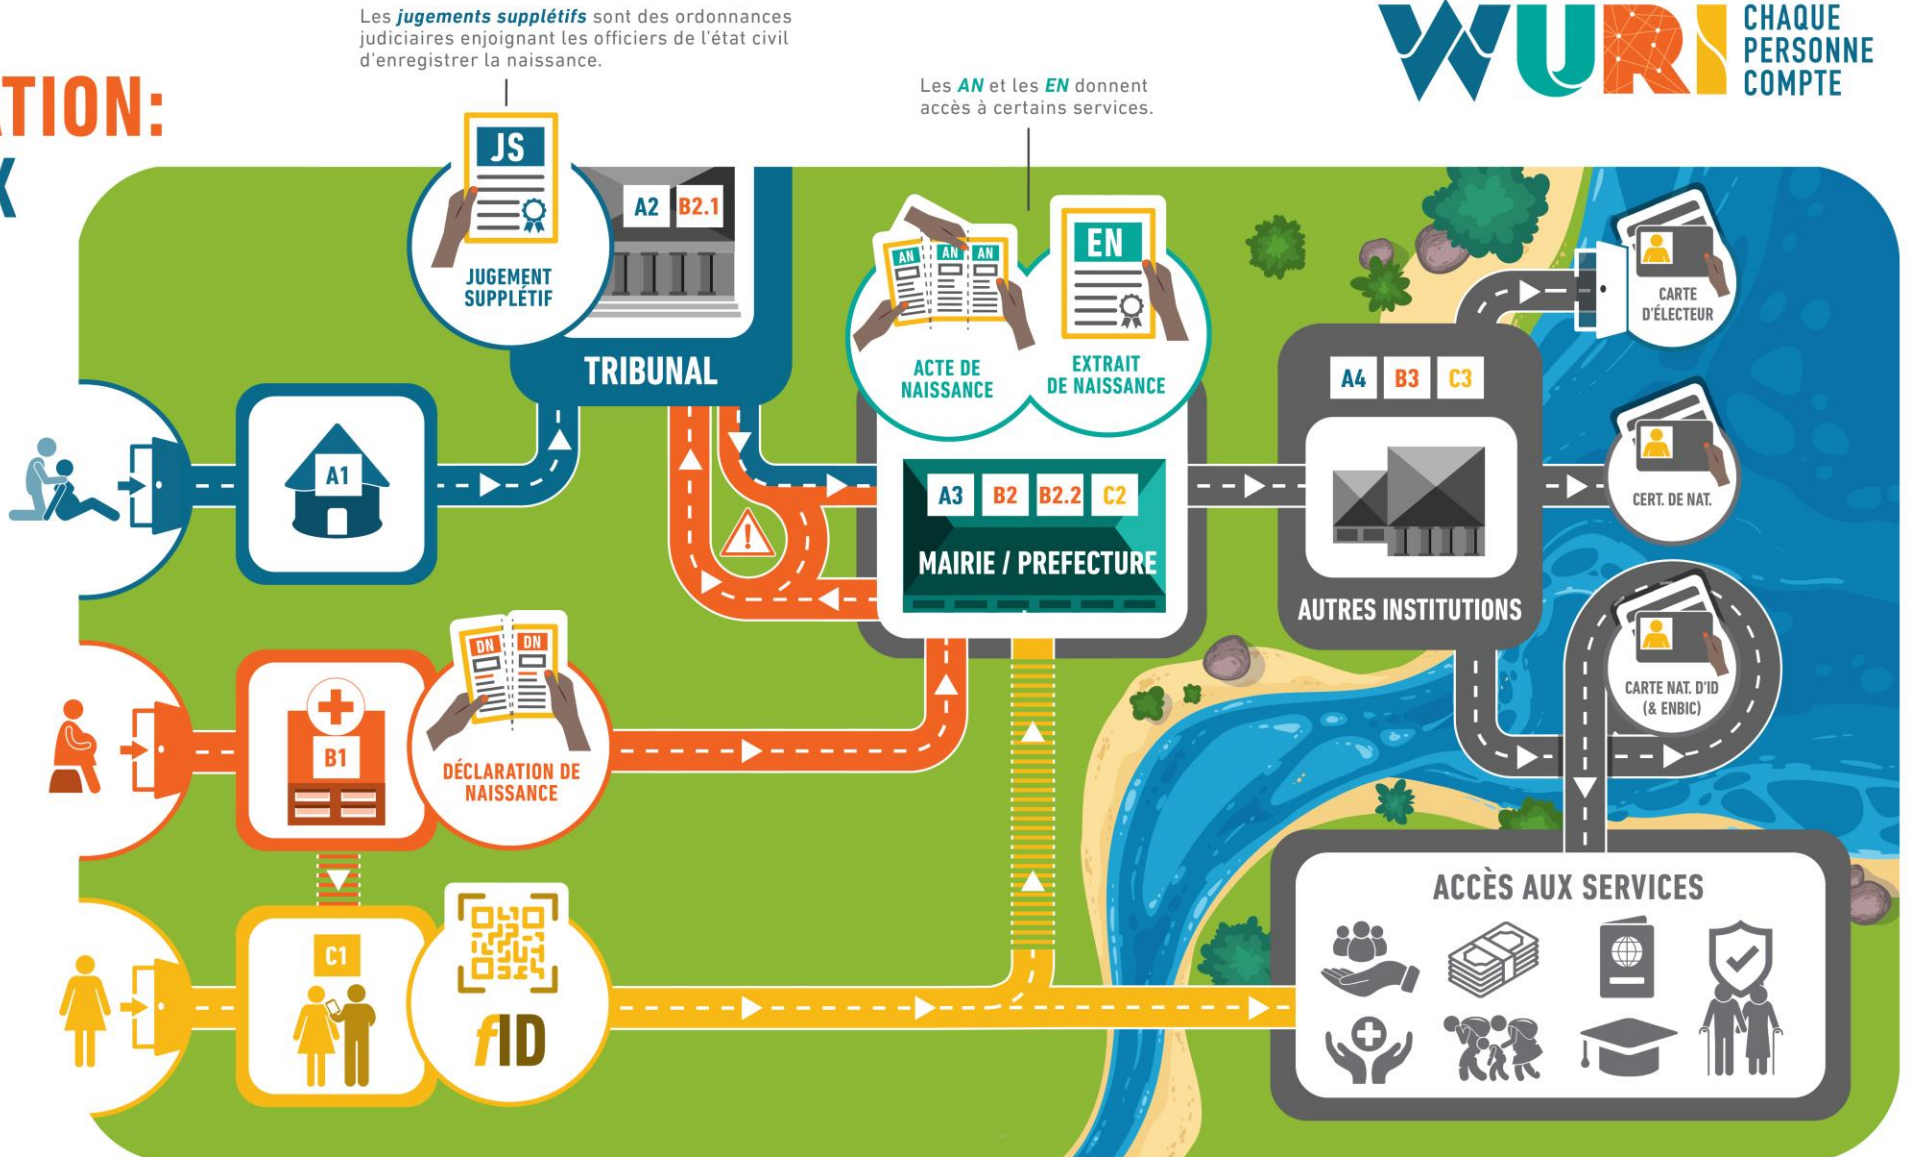 Les jugements supplétifs sont des ordonnances
judiciaires enjoignant les officiers de l'état civil
d'enregistrer la naissance.
WURI
CHAQUE
PERSONNE
COMPTE
TION:
X
Les AN et les EN donnent
accès à certains services.
JS
A2 B2.1
JUGEMENT
SUPPLÉTIF
TRIBUNAL
AN AN AN
EN
ACTE DE
NAISSANCE
EXTRAIT
DE NAISSANCE
CARTE
D'ÉLECTEUR
A4 B3 C3
A1
A3 B2 B2.2 C2
MAIRIE / PREFECTURE
CERT. DE NAT.
AUTRES INSTITUTIONS
DN DN
B1
DÉCLARATION DE
NAISSANCE
CARTE NAT. D'ID
(& ENBIC)
C1
fID
ACCÈS AUX SERVICES